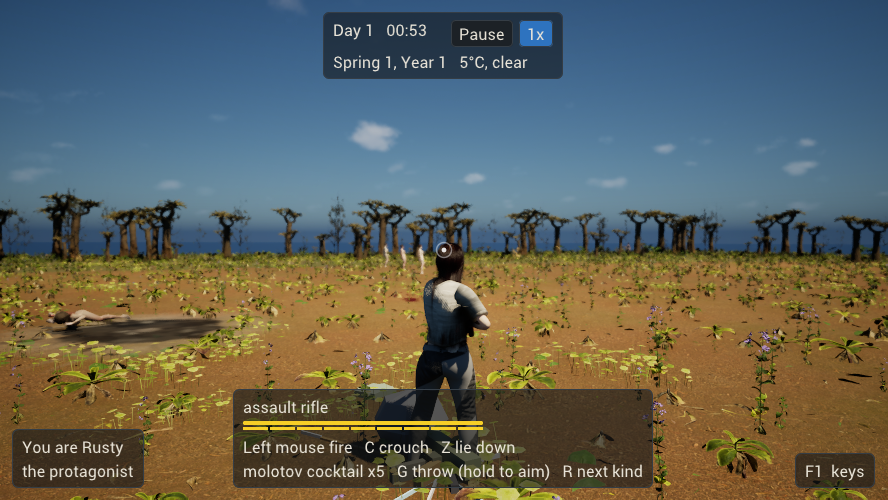 Day 1 00:53 Pause 1x
Spring 1, Year 1 5°C, clear
assault rifle
Left mouse fire C crouch Z lie down
molotov cocktail x5 G throw (hold to aim) R next kind
You are Rusty
the protagonist
F1 keys